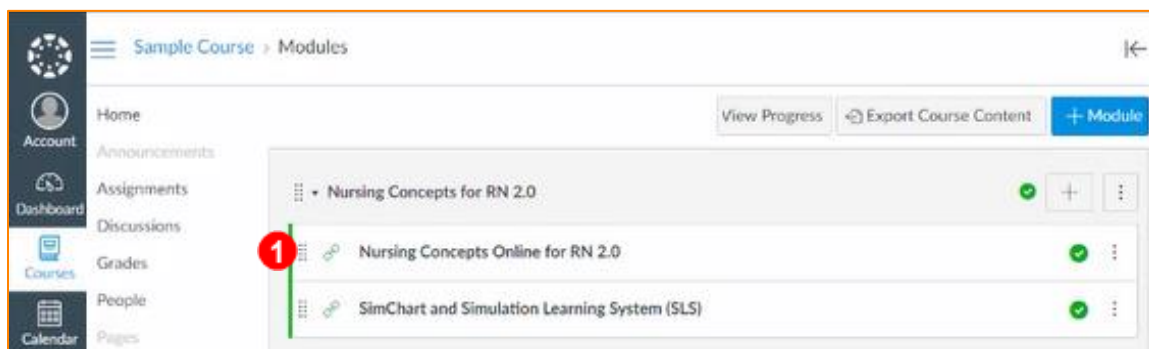 Sample Course > Modules
Account
Dashboard
Courses
Calendar
Home
Announcements
Assignments
Discussions
Grades
People
Pages
View Progress
Export Course Content
+ Module
Nursing Concepts for RN 2.0
1
Nursing Concepts Online for RN 2.0
SimChart and Simulation Learning System (SLS)